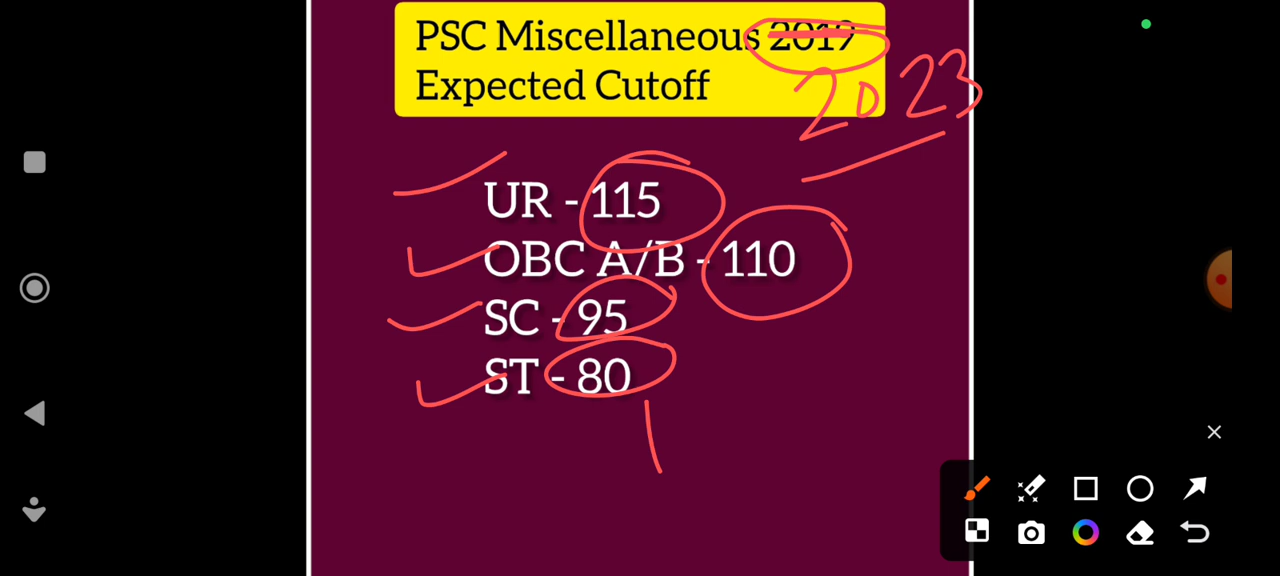 PSC Miscellaneous 2019
Expected Cutoff
2023
UR - 115
OBC A/B - 110
SC - 95
ST - 80